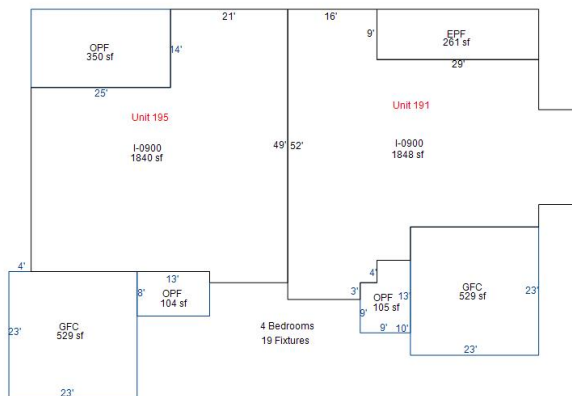 21'
16'
OPF
350 sf
14'
9'
EPF
261 sf
25'
29'
Unit 195
Unit 191
I-0900
1840 sf
49'
52'
I-0900
1848 sf
4'
13'
8'
OPF
104 sf
4'
3'
13'
OPF
105 sf
9'
9'
10'
GFC
529 sf
23'
23'
23'
GFC
529 sf
23'
4 Bedrooms
19 Fixtures